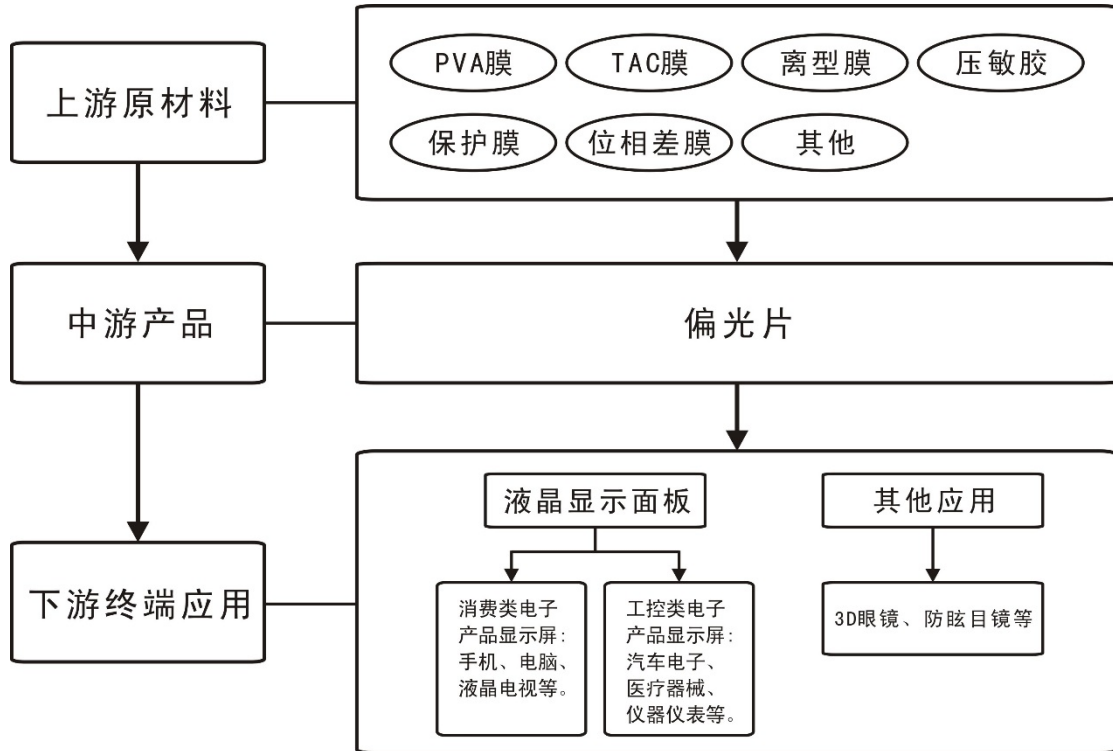 上游原材料
PVA膜
TAC膜
离型膜
压敏胶
保护膜
位相差膜
其他
中游产品
偏光片
下游终端应用
液晶显示面板
其他应用
消费类电子
产品显示屏：
手机、电脑、
液晶电视等。
工控类电子
产品显示屏：
汽车电子、
医疗器械、
仪器仪表等。
3D眼镜、防眩目镜等